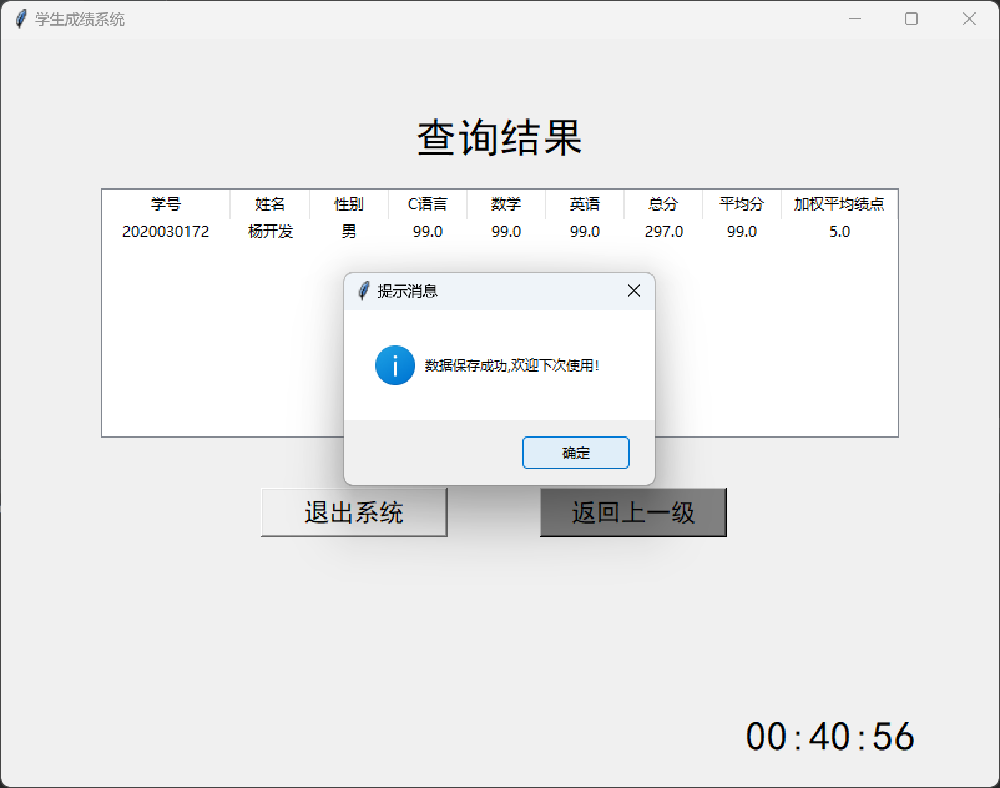 学生成绩系统
查询结果
学号 姓名 性别 C语言 数学 英语 总分 平均分 加权平均绩点
2020030172 杨开发 男 99.0 99.0 99.0 297.0 99.0 5.0
提示消息
数据保存成功,欢迎下次使用!
确定
退出系统 返回上一级
00:40:56